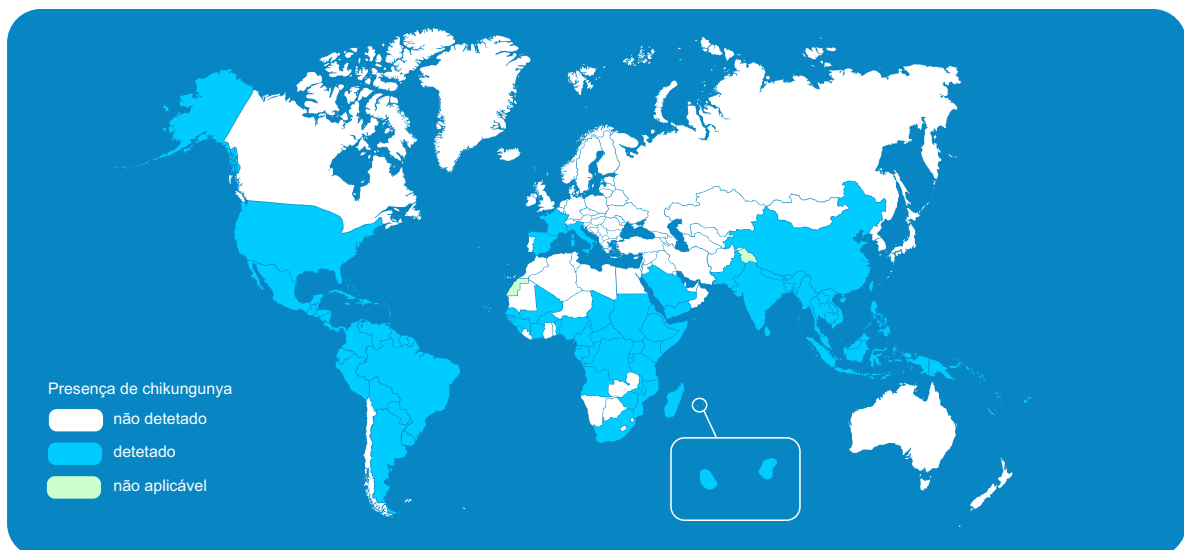 Presença de chikungunya
não detetado
detetado
não aplicável